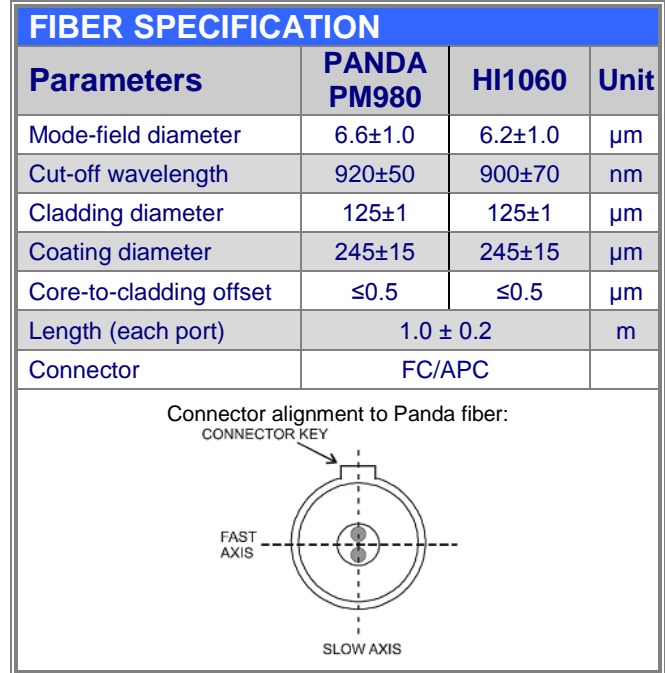 FIBER SPECIFICATION
Parameters PANDA PM980 HI1060 Unit
Mode-field diameter 6.6±1.0 6.2±1.0 µm
Cut-off wavelength 920±50 900±70 nm
Cladding diameter 125±1 125±1 µm
Coating diameter 245±15 245±15 µm
Core-to-cladding offset ≤0.5 ≤0.5 µm
Length (each port) 1.0 ± 0.2 m
Connector FC/APC
Connector alignment to Panda fiber:
CONNECTOR KEY
FAST
AXIS
SLOW AXIS